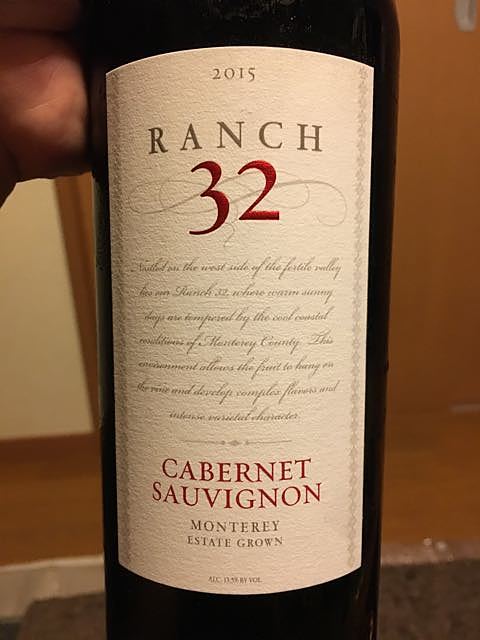 2015
RANCH
32
Nestled on the west side of the fertile valley
lies our Ranch 32, where warm sunny
days are tempered by the cool coastal
conditions of Monterey County. This
environment allows the fruit to hang on
the vine and develop complex flavors and
intense varietal character.
CABERNET
SAUVIGNON
MONTEREY
ESTATE GROWN
ALC. 13.5% BY VOL.